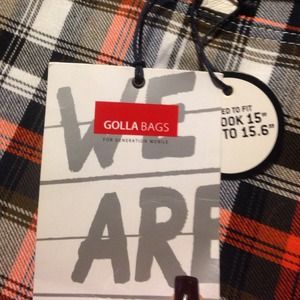 WE
GOLLA BAGS
FOR GENERATION MOBILE
ARE
ED TO FIT
OOK 15"
TO 15.6"